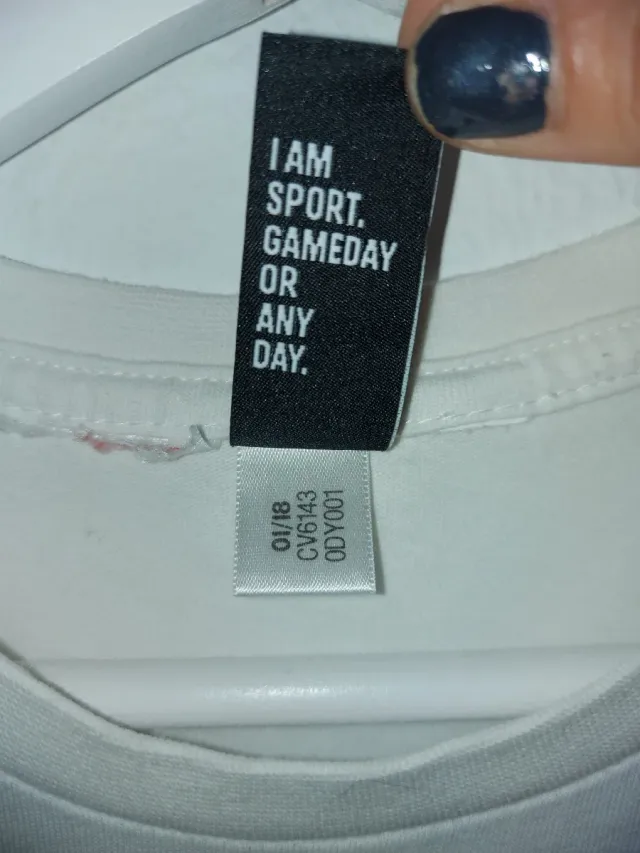 I AM
SPORT.
GAMEDAY
OR
ANY
DAY.
01/18
CV6143
0DY001